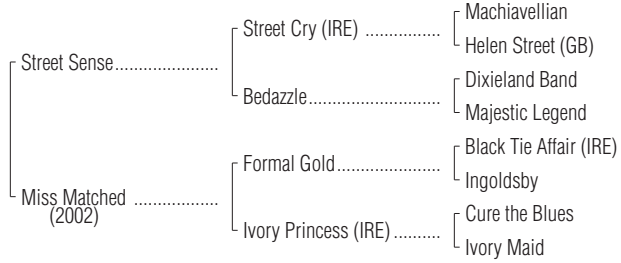 Machiavellian
Street Cry (IRE) .................
Helen Street (GB)
Street Sense.......................
Dixieland Band
Bedazzle.............................
Majestic Legend
Black Tie Affair (IRE)
Formal Gold.......................
Ingoldsby
Miss Matched ..................
(2002)
Cure the Blues
Ivory Princess (IRE) ..........
Ivory Maid